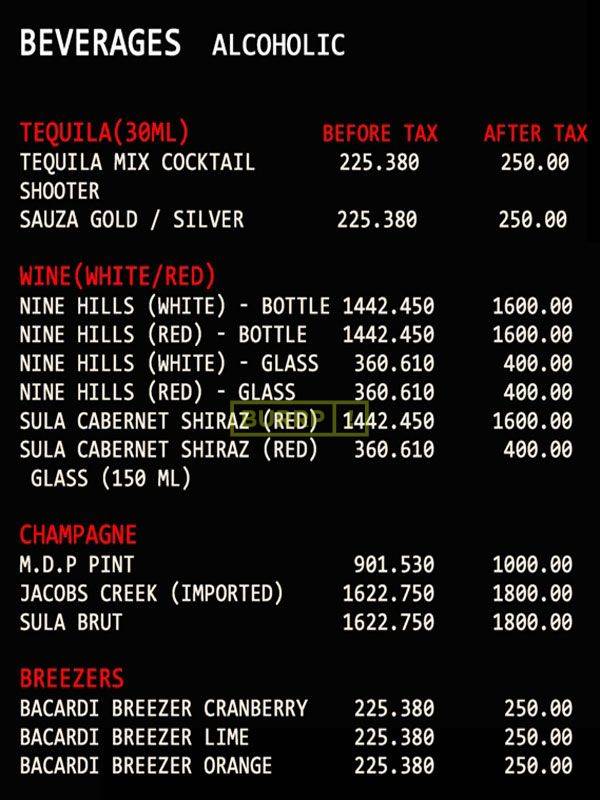 BEVERAGES ALCOHOLIC
TEQUILA(30ML) BEFORE TAX AFTER TAX
TEQUILA MIX COCKTAIL 225.380 250.00
SHOOTER
SAUZA GOLD / SILVER 225.380 250.00
WINE(WHITE/RED)
NINE HILLS (WHITE) - BOTTLE 1442.450 1600.00
NINE HILLS (RED) - BOTTLE 1442.450 1600.00
NINE HILLS (WHITE) - GLASS 360.610 400.00
NINE HILLS (RED) - GLASS 360.610 400.00
SULA CABERNET SHIRAZ (RED) 1442.450 1600.00
SULA CABERNET SHIRAZ (RED) 360.610 400.00
GLASS (150 ML)
CHAMPAGNE
M.D.P PINT 901.530 1000.00
JACOBS CREEK (IMPORTED) 1622.750 1800.00
SULA BRUT 1622.750 1800.00
BREEZERS
BACARDI BREEZER CRANBERRY 225.380 250.00
BACARDI BREEZER LIME 225.380 250.00
BACARDI BREEZER ORANGE 225.380 250.00